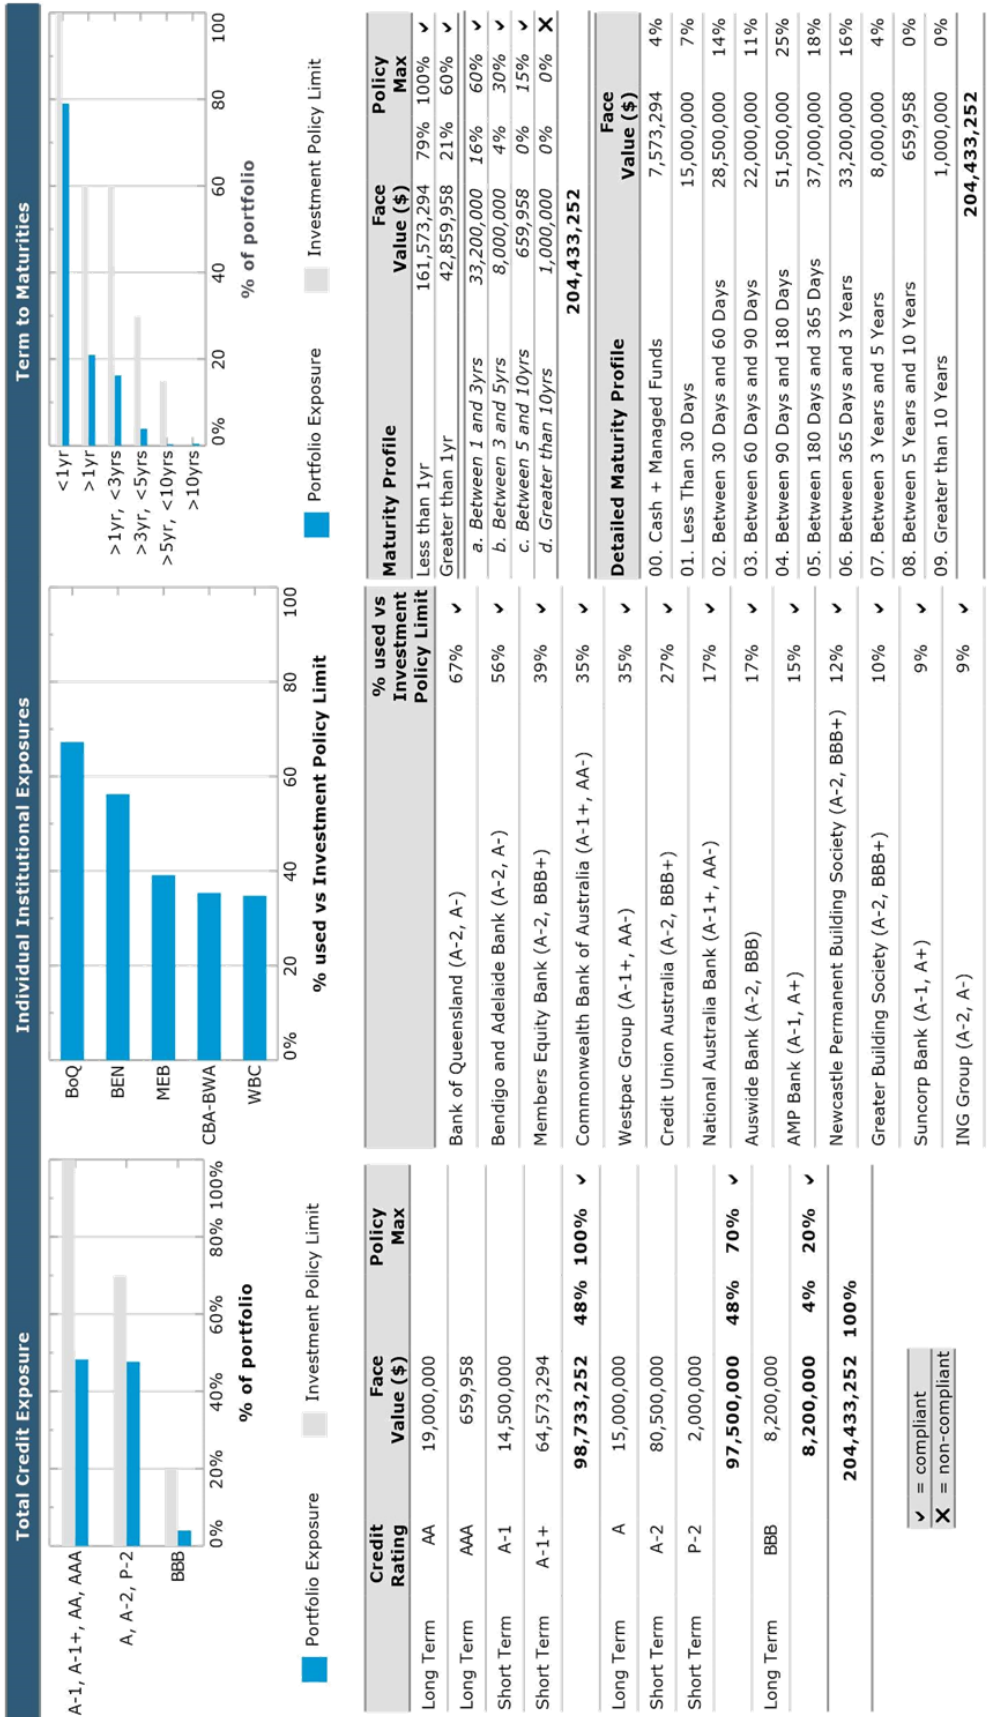 Total Credit Exposure
A-1, A-1+, AA, AAA
A, A-2, P-2
BBB
0% 20% 40% 60% 80% 100%
% of portfolio
Portfolio Exposure Investment Policy Limit
Credit Rating Face Value ($) Policy Max
Long Term AA 19,000,000
Long Term AAA 659,958
Short Term A-1 14,500,000
Short Term A-1+ 64,573,294
98,733,252 48% 100% ✔
Long Term A 15,000,000
Short Term A-2 80,500,000
Short Term P-2 2,000,000
97,500,000 48% 70% ✔
Long Term BBB 8,200,000
8,200,000 4% 20% ✔
204,433,252 100%
✔ = compliant
✘ = non-compliant
Individual Institutional Exposures
BoQ
BEN
MEB
CBA-BWA
WBC
0% 20 40 60 80 100
% used vs Investment Policy Limit
% used vs Investment Policy Limit
Bank of Queensland (A-2, A-) 67% ✔
Bendigo and Adelaide Bank (A-2, A-) 56% ✔
Members Equity Bank (A-2, BBB+) 39% ✔
Commonwealth Bank of Australia (A-1+, AA-) 35% ✔
Westpac Group (A-1+, AA-) 35% ✔
Credit Union Australia (A-2, BBB+) 27% ✔
National Australia Bank (A-1+, AA-) 17% ✔
Auswide Bank (A-2, BBB) 17% ✔
AMP Bank (A-1, A+) 15% ✔
Newcastle Permanent Building Society (A-2, BBB+) 12% ✔
Greater Building Society (A-2, BBB+) 10% ✔
Suncorp Bank (A-1, A+) 9% ✔
ING Group (A-2, A-) 9% ✔
Term to Maturities
<1yr
>1yr
>1yr, <3yrs
>3yr, <5yrs
>5yr, <10yrs
>10yrs
0% 20 40 60 80 100
% of portfolio
Portfolio Exposure Investment Policy Limit
Maturity Profile Face Value ($) Policy Max
Less than 1yr 161,573,294 79% 100% ✔
Greater than 1yr 42,859,958 21% 60% ✔
a. Between 1 and 3yrs 33,200,000 16% 60% ✔
b. Between 3 and 5yrs 8,000,000 4% 30% ✔
c. Between 5 and 10yrs 659,958 0% 15% ✔
d. Greater than 10yrs 1,000,000 0% 0% ✘
204,433,252
Detailed Maturity Profile Face Value ($)
00. Cash + Managed Funds 7,573,294 4%
01. Less Than 30 Days 15,000,000 7%
02. Between 30 Days and 60 Days 28,500,000 14%
03. Between 60 Days and 90 Days 22,000,000 11%
04. Between 90 Days and 180 Days 51,500,000 25%
05. Between 180 Days and 365 Days 37,000,000 18%
06. Between 365 Days and 3 Years 33,200,000 16%
07. Between 3 Years and 5 Years 8,000,000 4%
08. Between 5 Years and 10 Years 659,958 0%
09. Greater than 10 Years 1,000,000 0%
204,433,252